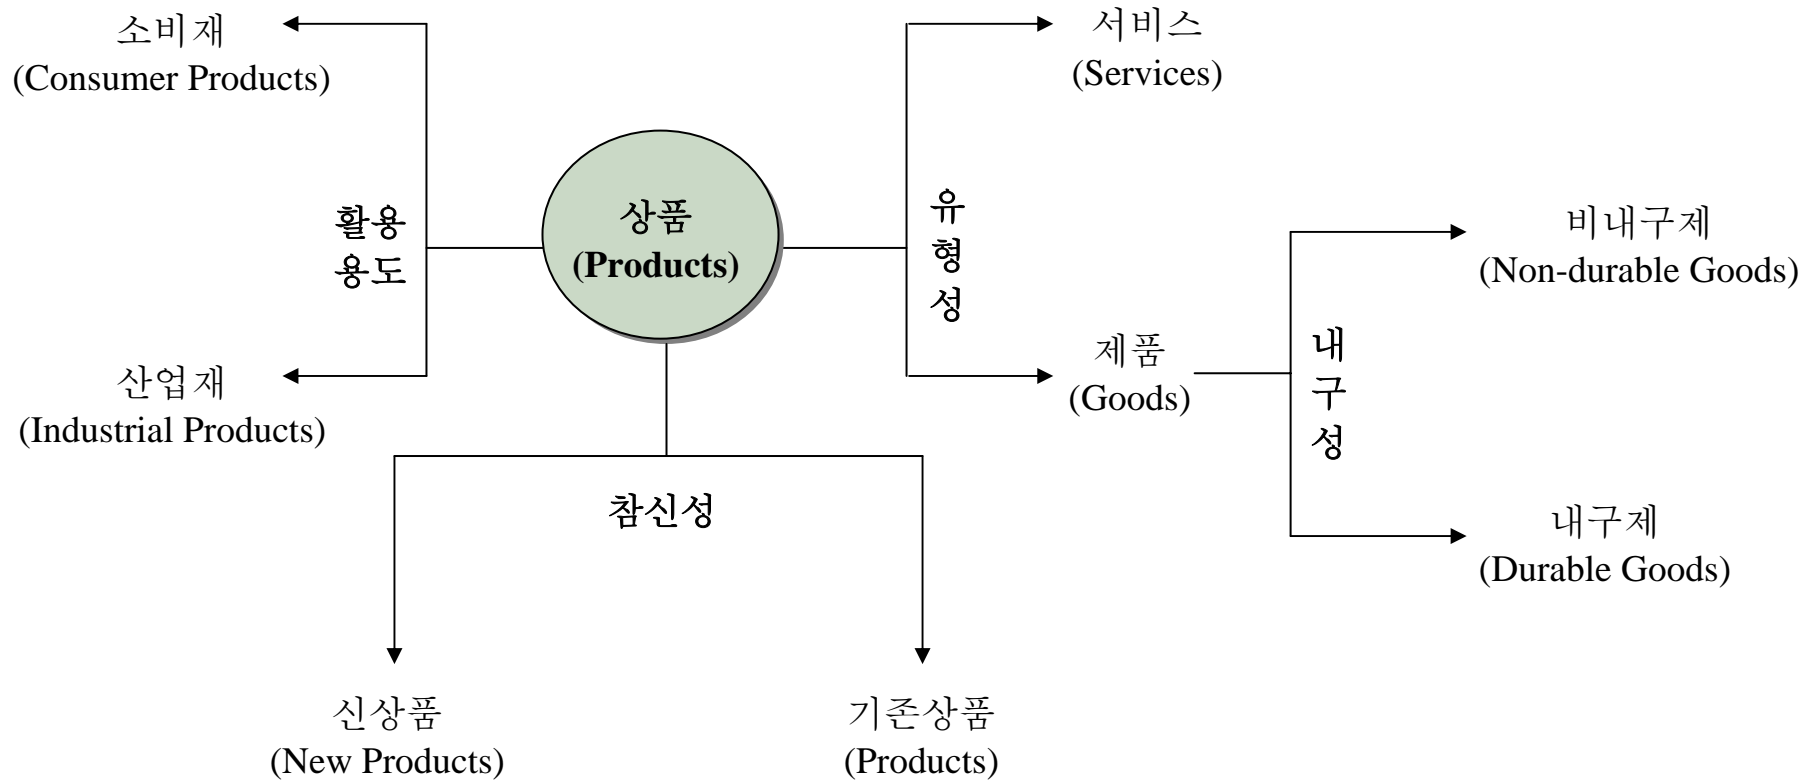 소비재
(Consumer Products)
서비스
(Services)
활용
용도
상품
(Products)
유
형
성
비내구제
(Non-durable Goods)
산업재
(Industrial Products)
제품
(Goods)
내
구
성
참신성
내구제
(Durable Goods)
신상품
(New Products)
기존상품
(Products)